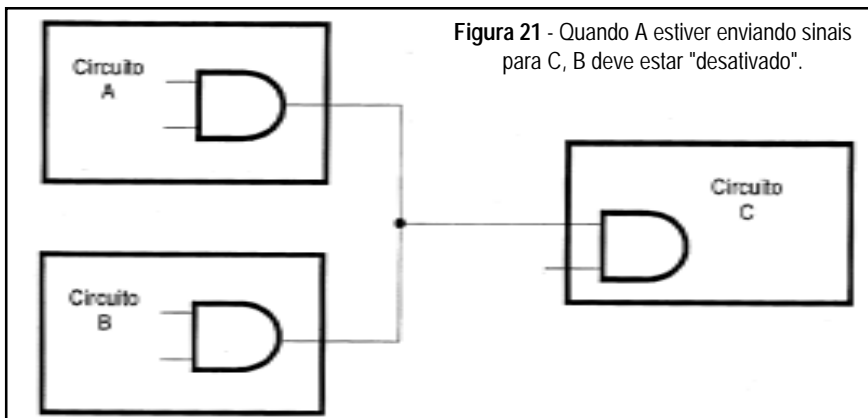 Figura 21 - Quando A estiver enviando sinais
para C, B deve estar "desativado".
Circuito
A
Circuito
C
Circuito
B